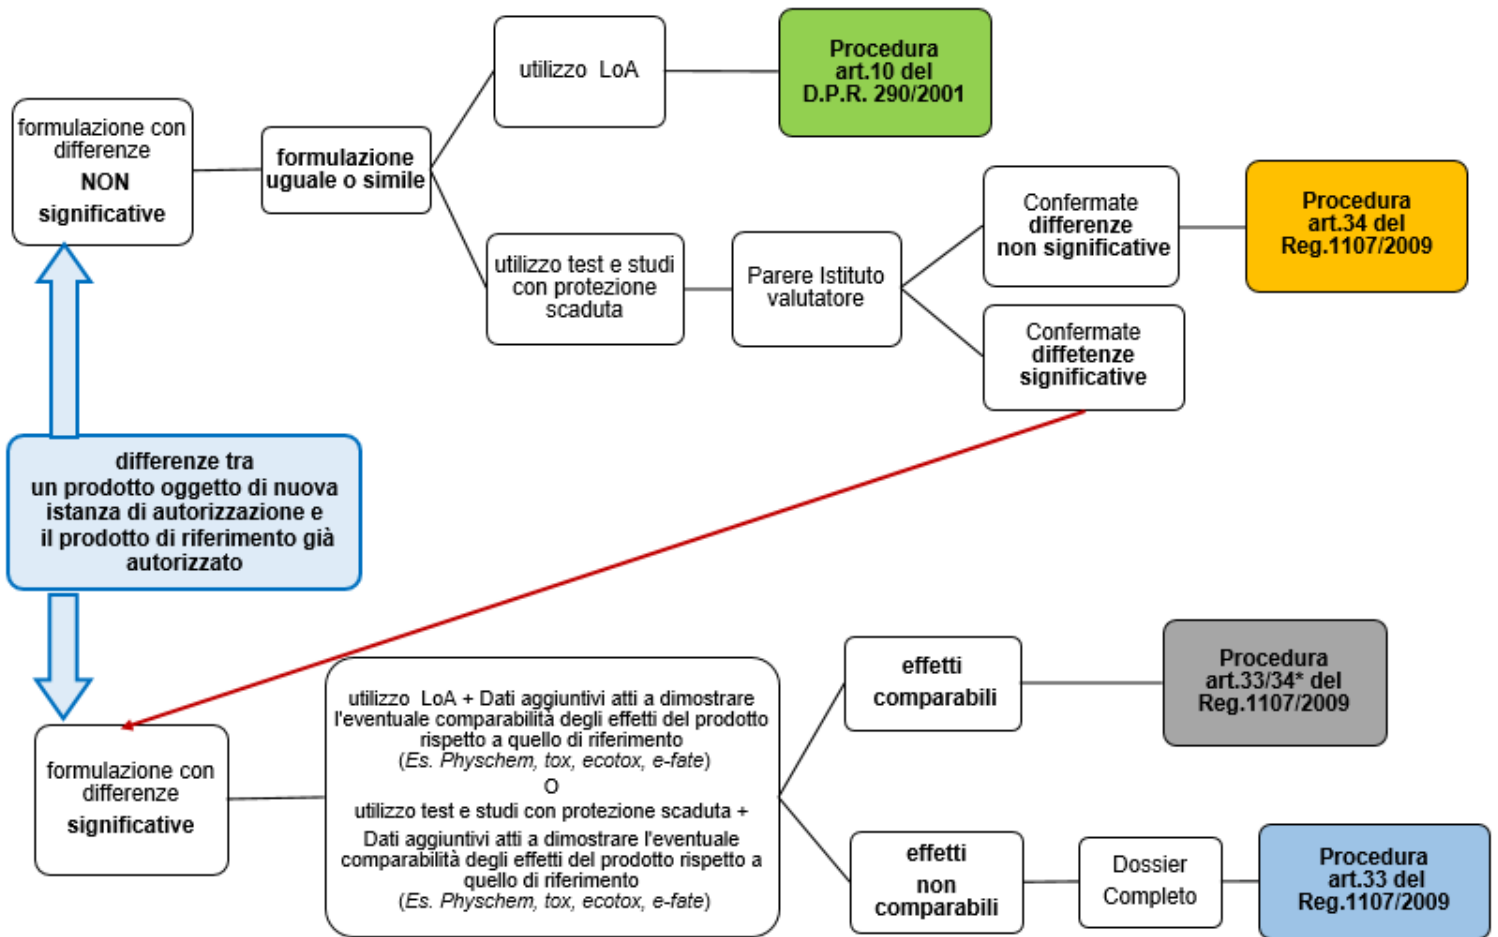 utilizzo LoA
Procedura
art.10 del
D.P.R. 290/2001
formulazione con
differenze
NON
significative
formulazione
uguale o simile
utilizzo test e studi
con protezione
scaduta
Parere Istituto
valutatore
Confermate
differenze
non significative
Procedura
art.34 del
Reg.1107/2009
Confermate
diffetenze
significative
differenze tra
un prodotto oggetto di nuova
istanza di autorizzazione e
il prodotto di riferimento già
autorizzato
formulazione con
differenze
significative
utilizzo LoA + Dati aggiuntivi atti a dimostrare
l'eventuale comparabilità degli effetti del prodotto
rispetto a quello di riferimento
(Es. Physchem, tox, ecotox, e-fate)
O
utilizzo test e studi con protezione scaduta +
Dati aggiuntivi atti a dimostrare l'eventuale
comparabilità degli effetti del prodotto rispetto a
quello di riferimento
(Es. Physchem, tox, ecotox, e-fate)
effetti
comparabili
Procedura
art.33/34* del
Reg.1107/2009
effetti
non
comparabili
Dossier
Completo
Procedura
art.33 del
Reg.1107/2009